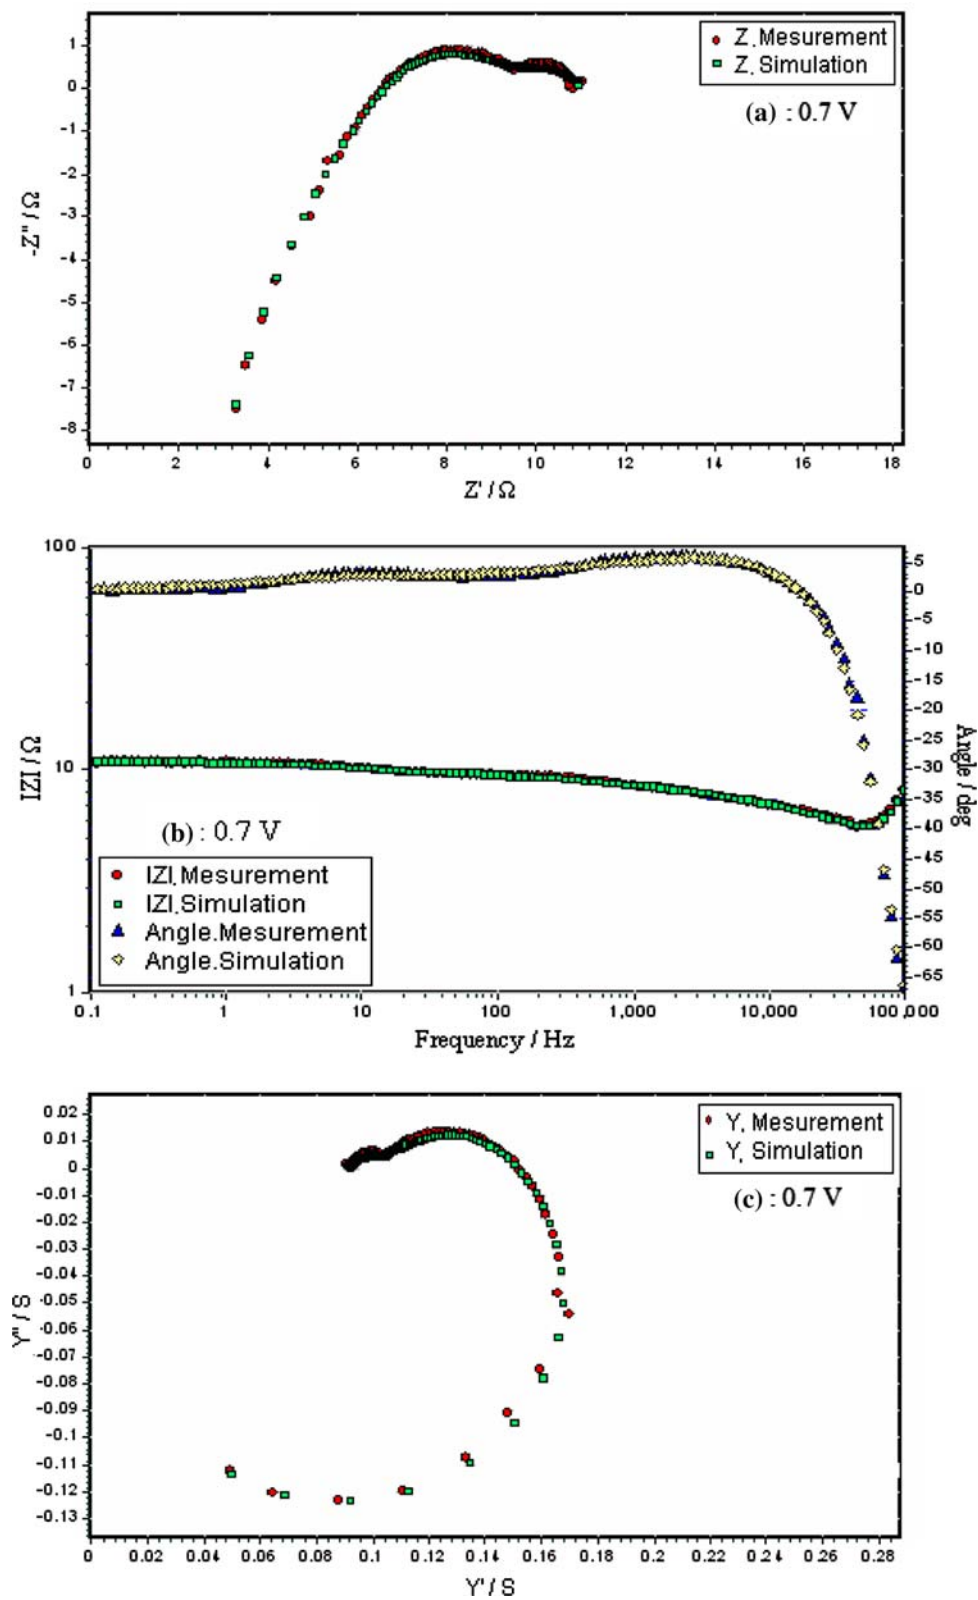 1
0
-1
-2
-3
-4
-5
-6
-7
-8
-Z" / Ω
Z. Mesurement
Z. Simulation
(a) : 0.7 V
0 2 4 6 8 10 12 14 16 18
Z' / Ω
100
10
1
IZI / Ω
5
0
-5
-10
-15
-20
-25
-30
-35
-40
-45
-50
-55
-60
-65
Angle / deg
(b) : 0.7 V
IZI.Mesurement
IZI.Simulation
Angle.Mesurement
Angle.Simulation
0.1 1 10 100 1,000 10,000 100,000
Frequency / Hz
0.02
0.01
0
-0.01
-0.02
-0.03
-0.04
-0.05
-0.06
-0.07
-0.08
-0.09
-0.1
-0.11
-0.12
-0.13
Y" / S
Y. Mesurement
Y. Simulation
(c) : 0.7 V
0 0.02 0.04 0.06 0.08 0.1 0.12 0.14 0.16 0.18 0.2 0.22 0.24 0.26 0.28
Y' / S